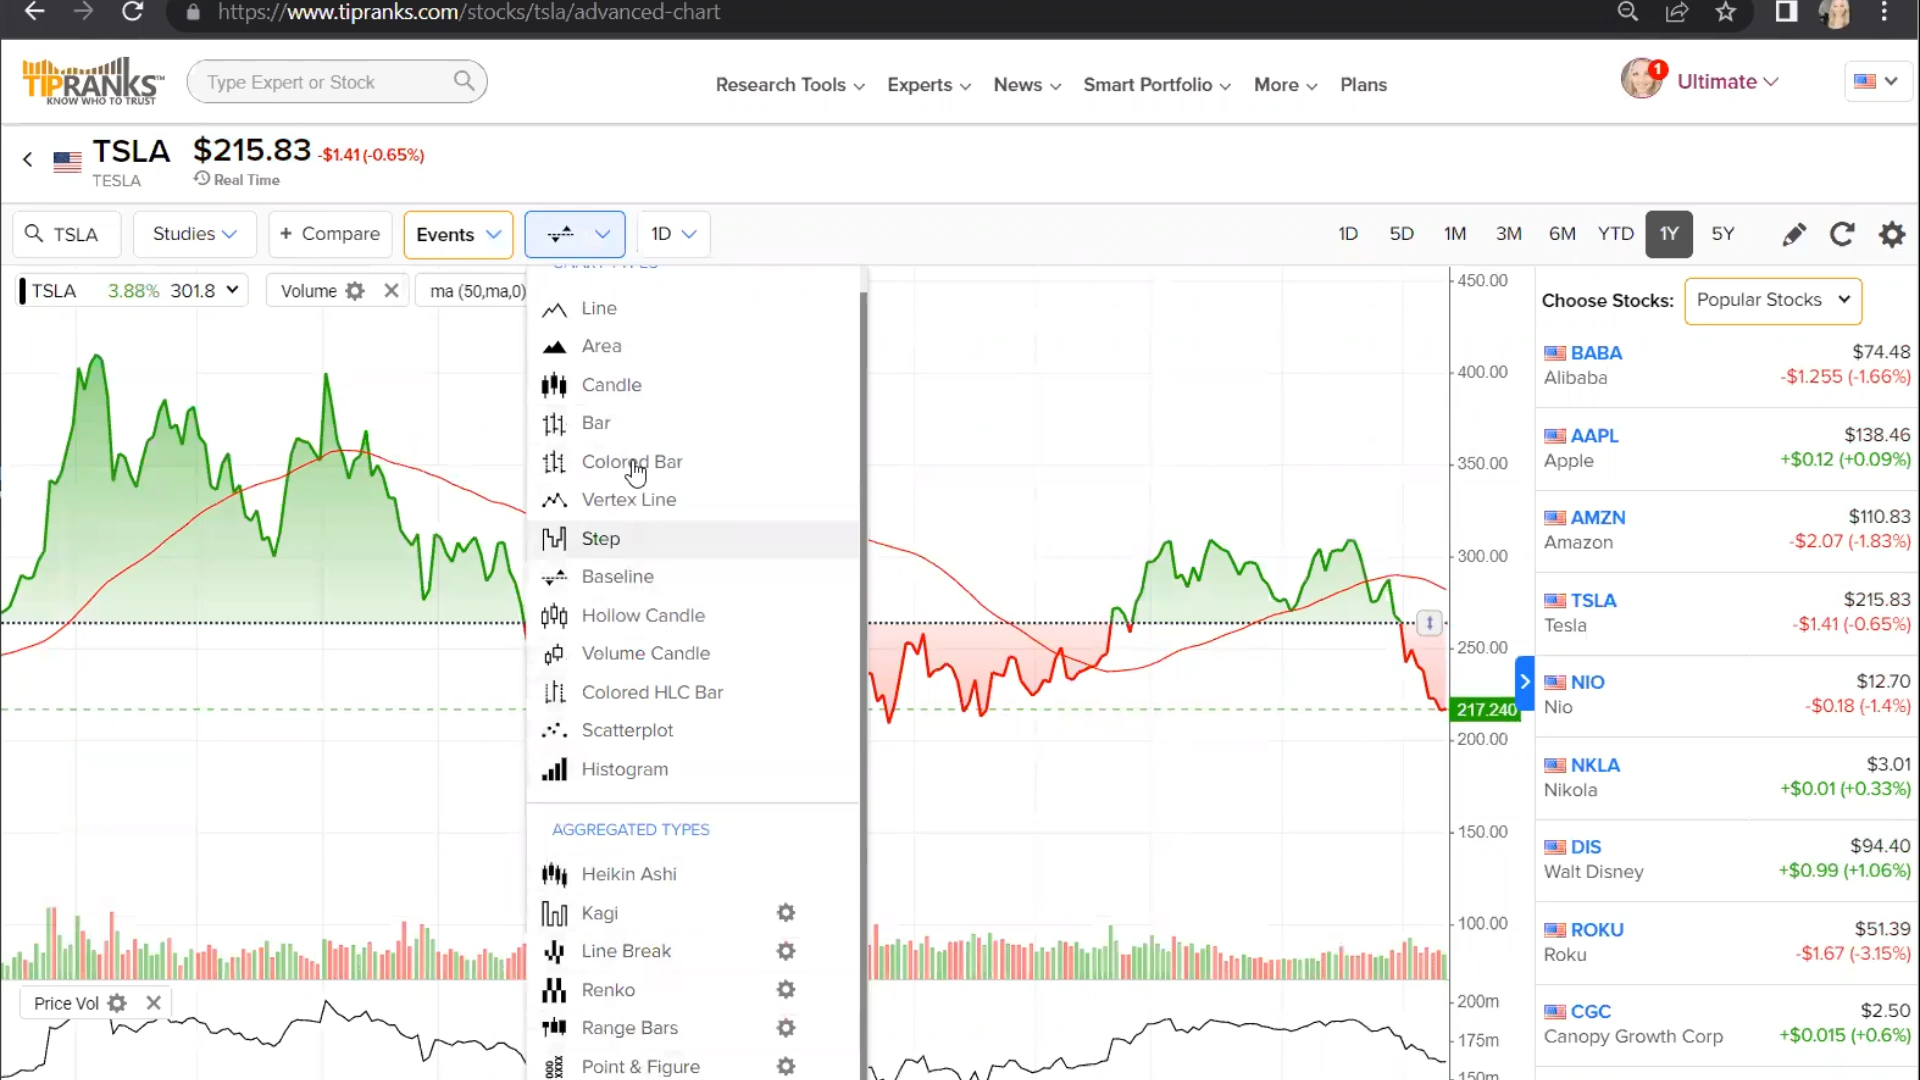 https://www.tipranks.com/stocks/tsla/advanced-chart
TIPRANKS™
KNOW WHO TO TRUST
Type Expert or Stock
Research Tools
Experts
News
Smart Portfolio
More
Plans
1
Ultimate
TSLA
TESLA
$215.83 -$1.41 (-0.65%)
Real Time
TSLA
Studies
+ Compare
Events
1D
1D 5D 1M 3M 6M YTD 1Y 5Y
TSLA 3.88% 301.8
Volume
ma (50,ma,0)
CHART TYPES
Line
Area
Candle
Bar
Colored Bar
Vertex Line
Step
Baseline
Hollow Candle
Volume Candle
Colored HLC Bar
Scatterplot
Histogram
AGGREGATED TYPES
Heikin Ashi
Kagi
Line Break
Renko
Range Bars
Point & Figure
Price Vol
450.00
400.00
350.00
300.00
250.00
217.240
200.00
150.00
100.00
200m
175m
150m
Choose Stocks: Popular Stocks
BABA $74.48
Alibaba -$1.255 (-1.66%)
AAPL $138.46
Apple +$0.12 (+0.09%)
AMZN $110.83
Amazon -$2.07 (-1.83%)
TSLA $215.83
Tesla -$1.41 (-0.65%)
NIO $12.70
Nio -$0.18 (-1.4%)
NKLA $3.01
Nikola +$0.01 (+0.33%)
DIS $94.40
Walt Disney +$0.99 (+1.06%)
ROKU $51.39
Roku -$1.67 (-3.15%)
CGC $2.50
Canopy Growth Corp +$0.015 (+0.6%)